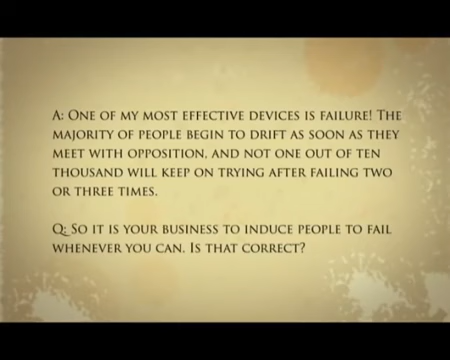 A: One of my most effective devices is failure! The
majority of people begin to drift as soon as they
meet with opposition, and not one out of ten
thousand will keep on trying after failing two
or three times.
Q: So it is your business to induce people to fail
whenever you can. Is that correct?